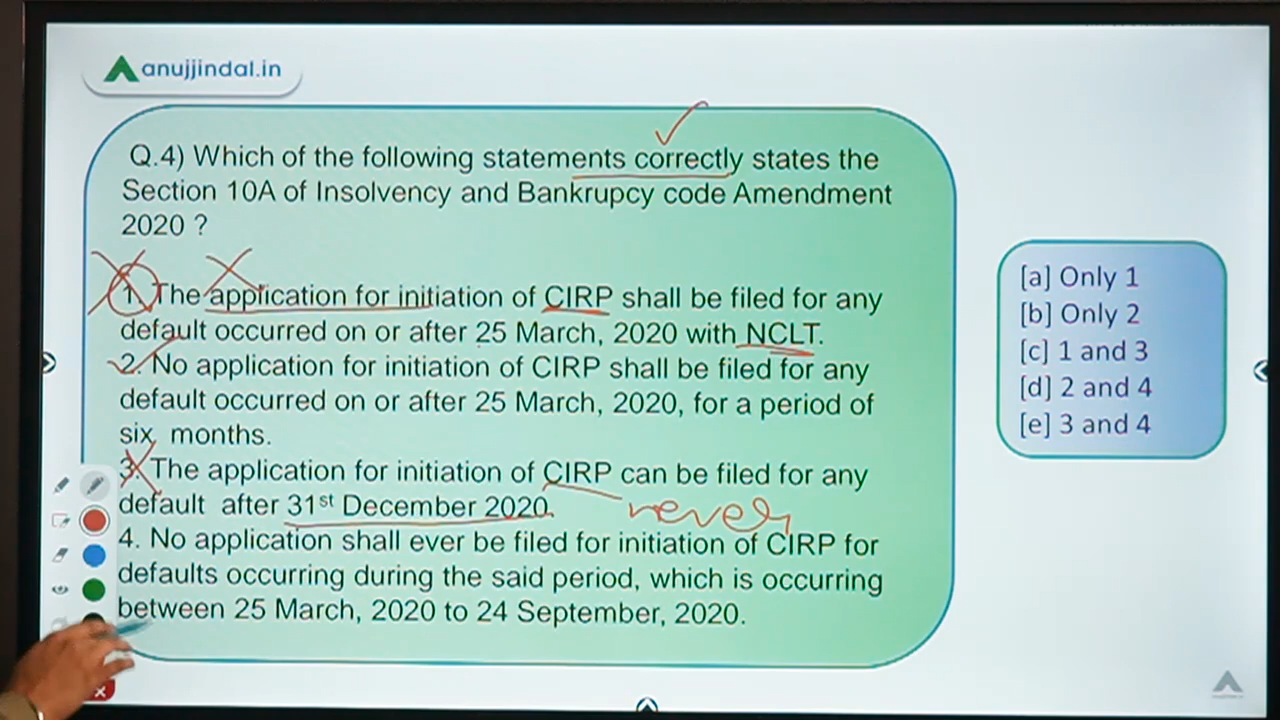 anujjindal.in
Q.4) Which of the following statements correctly states the
Section 10A of Insolvency and Bankrupcy code Amendment
2020 ?
1. The application for initiation of CIRP shall be filed for any
default occurred on or after 25 March, 2020 with NCLT.
2. No application for initiation of CIRP shall be filed for any
default occurred on or after 25 March, 2020, for a period of
six months.
3. The application for initiation of CIRP can be filed for any
default after 31st December 2020.
never
4. No application shall ever be filed for initiation of CIRP for
defaults occurring during the said period, which is occurring
between 25 March, 2020 to 24 September, 2020.
[a] Only 1
[b] Only 2
[c] 1 and 3
[d] 2 and 4
[e] 3 and 4